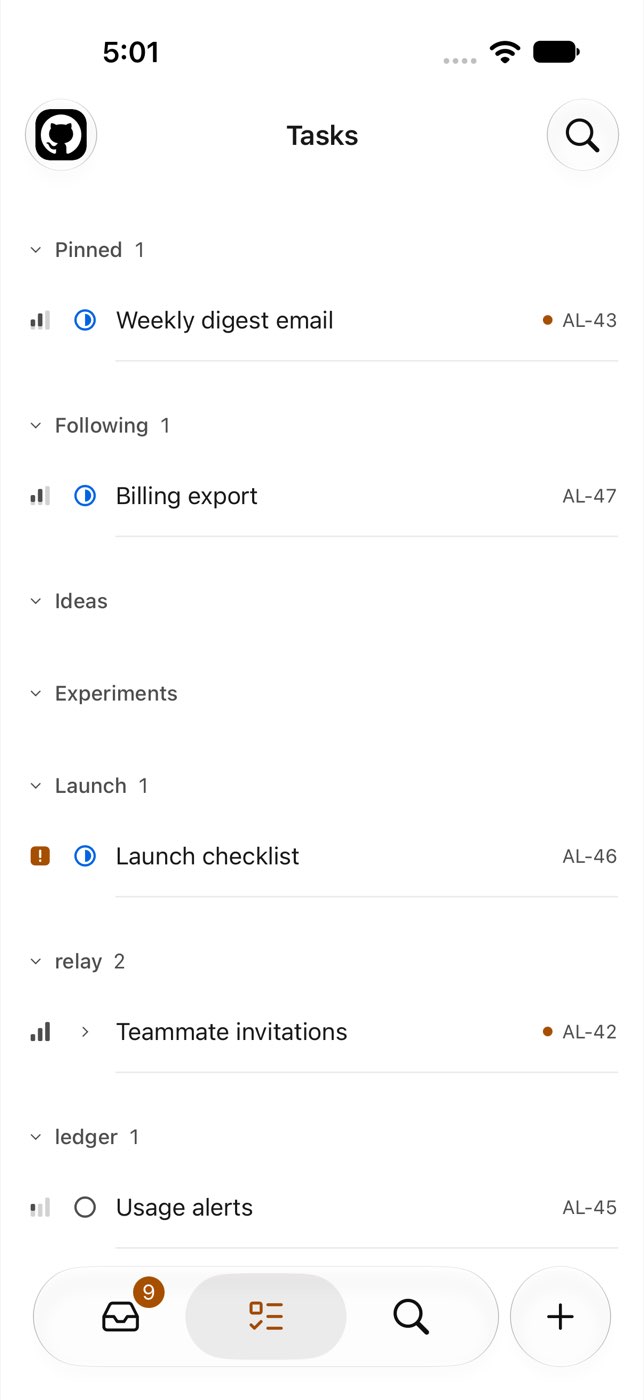 5:01
Tasks
Pinned 1
Weekly digest email AL-43
Following 1
Billing export AL-47
Ideas
Experiments
Launch 1
! Launch checklist AL-46
relay 2
Teammate invitations AL-42
ledger 1
Usage alerts AL-45
9